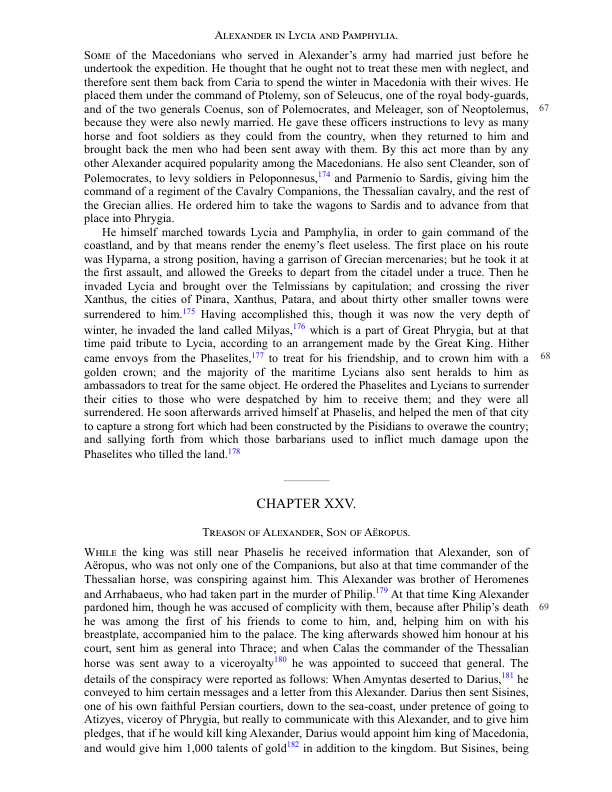 Alexander in Lycia and Pamphylia.
Some of the Macedonians who served in Alexander's army had married just before he
undertook the expedition. He thought that he ought not to treat these men with neglect, and
therefore sent them back from Caria to spend the winter in Macedonia with their wives. He
placed them under the command of Ptolemy, son of Seleucus, one of the royal body-guards,
and of the two generals Coenus, son of Polemocrates, and Meleager, son of Neoptolemus, 67
because they were also newly married. He gave these officers instructions to levy as many
horse and foot soldiers as they could from the country, when they returned to him and
brought back the men who had been sent away with them. By this act more than by any
other Alexander acquired popularity among the Macedonians. He also sent Cleander, son of
Polemocrates, to levy soldiers in Peloponnesus,174 and Parmenio to Sardis, giving him the
command of a regiment of the Cavalry Companions, the Thessalian cavalry, and the rest of
the Grecian allies. He ordered him to take the wagons to Sardis and to advance from that
place into Phrygia.
He himself marched towards Lycia and Pamphylia, in order to gain command of the
coastland, and by that means render the enemy's fleet useless. The first place on his route
was Hyparna, a strong position, having a garrison of Grecian mercenaries; but he took it at
the first assault, and allowed the Greeks to depart from the citadel under a truce. Then he
invaded Lycia and brought over the Telmissians by capitulation; and crossing the river
Xanthus, the cities of Pinara, Xanthus, Patara, and about thirty other smaller towns were
surrendered to him.175 Having accomplished this, though it was now the very depth of
winter, he invaded the land called Milyas,176 which is a part of Great Phrygia, but at that
time paid tribute to Lycia, according to an arrangement made by the Great King. Hither
came envoys from the Phaselites,177 to treat for his friendship, and to crown him with a 68
golden crown; and the majority of the maritime Lycians also sent heralds to him as
ambassadors to treat for the same object. He ordered the Phaselites and Lycians to surrender
their cities to those who were despatched by him to receive them; and they were all
surrendered. He soon afterwards arrived himself at Phaselis, and helped the men of that city
to capture a strong fort which had been constructed by the Pisidians to overawe the country;
and sallying forth from which those barbarians used to inflict much damage upon the
Phaselites who tilled the land.178
CHAPTER XXV.
Treason of Alexander, Son of Aëropus.
While the king was still near Phaselis he received information that Alexander, son of
Aëropus, who was not only one of the Companions, but also at that time commander of the
Thessalian horse, was conspiring against him. This Alexander was brother of Heromenes
and Arrhabaeus, who had taken part in the murder of Philip.179 At that time King Alexander
pardoned him, though he was accused of complicity with them, because after Philip's death 69
he was among the first of his friends to come to him, and, helping him on with his
breastplate, accompanied him to the palace. The king afterwards showed him honour at his
court, sent him as general into Thrace; and when Calas the commander of the Thessalian
horse was sent away to a viceroyalty180 he was appointed to succeed that general. The
details of the conspiracy were reported as follows: When Amyntas deserted to Darius,181 he
conveyed to him certain messages and a letter from this Alexander. Darius then sent Sisines,
one of his own faithful Persian courtiers, down to the sea-coast, under pretence of going to
Atizyes, viceroy of Phrygia, but really to communicate with this Alexander, and to give him
pledges, that if he would kill king Alexander, Darius would appoint him king of Macedonia,
and would give him 1,000 talents of gold182 in addition to the kingdom. But Sisines, being